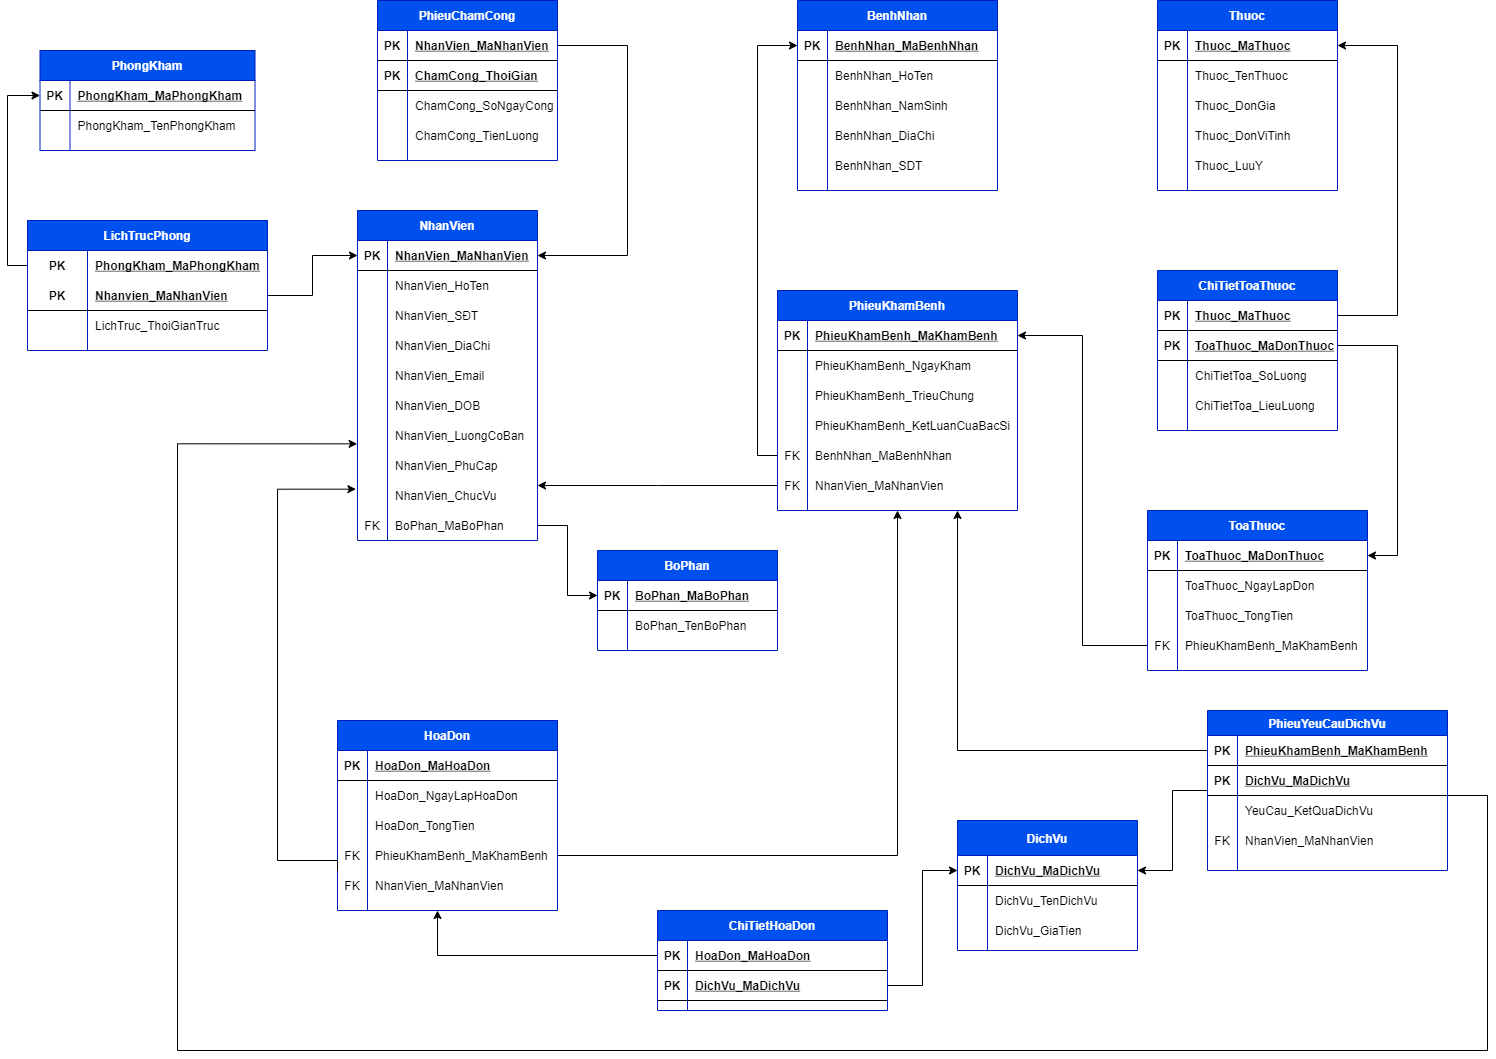 PhieuChamCong
PK NhanVien_MaNhanVien
PK ChamCong_ThoiGian
ChamCong_SoNgayCong
ChamCong_TienLuong
BenhNhan
PK BenhNhan_MaBenhNhan
BenhNhan_HoTen
BenhNhan_NamSinh
BenhNhan_DiaChi
BenhNhan_SDT
Thuoc
PK Thuoc_MaThuoc
Thuoc_TenThuoc
Thuoc_DonGia
Thuoc_DonViTinh
Thuoc_LuuY
PhongKham
PK PhongKham_MaPhongKham
PhongKham_TenPhongKham
LichTrucPhong
PK PhongKham_MaPhongKham
PK Nhanvien_MaNhanVien
LichTruc_ThoiGianTruc
NhanVien
PK NhanVien_MaNhanVien
NhanVien_HoTen
NhanVien_SĐT
NhanVien_DiaChi
NhanVien_Email
NhanVien_DOB
NhanVien_LuongCoBan
NhanVien_PhuCap
NhanVien_ChucVu
FK BoPhan_MaBoPhan
PhieuKhamBenh
PK PhieuKhamBenh_MaKhamBenh
PhieuKhamBenh_NgayKham
PhieuKhamBenh_TrieuChung
PhieuKhamBenh_KetLuanCuaBacSi
FK BenhNhan_MaBenhNhan
FK NhanVien_MaNhanVien
ChiTietToaThuoc
PK Thuoc_MaThuoc
PK ToaThuoc_MaDonThuoc
ChiTietToa_SoLuong
ChiTietToa_LieuLuong
BoPhan
PK BoPhan_MaBoPhan
BoPhan_TenBoPhan
ToaThuoc
PK ToaThuoc_MaDonThuoc
ToaThuoc_NgayLapDon
ToaThuoc_TongTien
FK PhieuKhamBenh_MaKhamBenh
HoaDon
PK HoaDon_MaHoaDon
HoaDon_NgayLapHoaDon
HoaDon_TongTien
FK PhieuKhamBenh_MaKhamBenh
FK NhanVien_MaNhanVien
PhieuYeuCauDichVu
PK PhieuKhamBenh_MaKhamBenh
PK DichVu_MaDichVu
YeuCau_KetQuaDichVu
FK NhanVien_MaNhanVien
DichVu
PK DichVu_MaDichVu
DichVu_TenDichVu
DichVu_GiaTien
ChiTietHoaDon
PK HoaDon_MaHoaDon
PK DichVu_MaDichVu